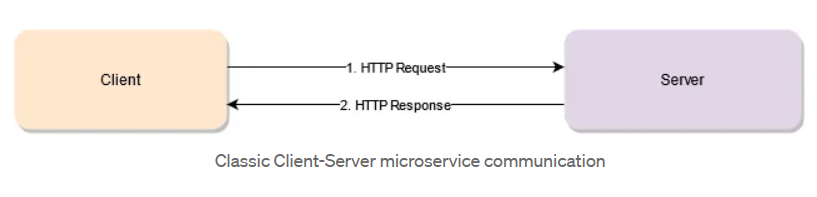 Client
1. HTTP Request
Server
2. HTTP Response
Classic Client-Server microservice communication